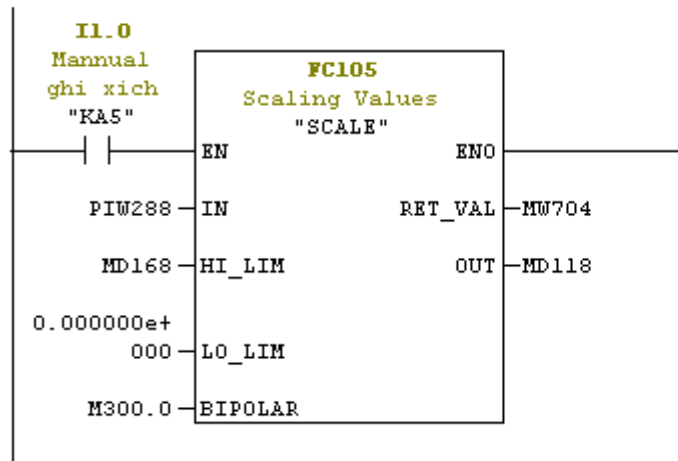 I1.0
Mannual
ghi xich
"KA5"
FC105
Scaling Values
"SCALE"
EN
ENO
PIW288
IN
RET_VAL
MW704
MD168
HI_LIM
OUT
MD118
0.000000e+
000
LO_LIM
M300.0
BIPOLAR